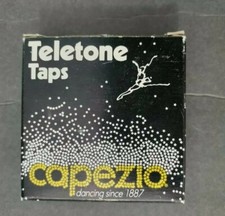 Teletone
Taps
capezio
dancing since 1887